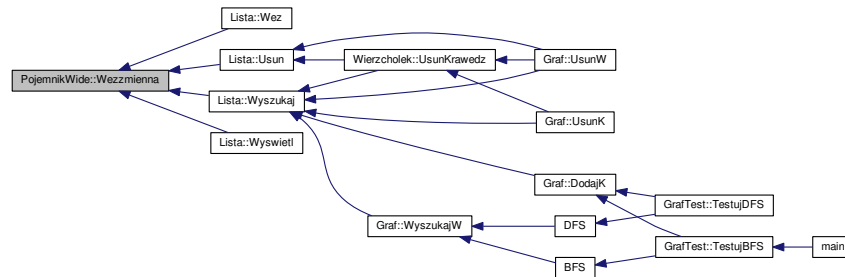 Lista::Wez
Lista::Usun
Wierzcholek::UsunKrawedz
Graf::UsunW
PojemnikWide::Wezzmienna
Lista::Wyszukaj
Graf::UsunK
Lista::Wyswietl
Graf::DodajK
GrafTest::TestujDFS
Graf::WyszukajW
DFS
GrafTest::TestujBFS
main
BFS